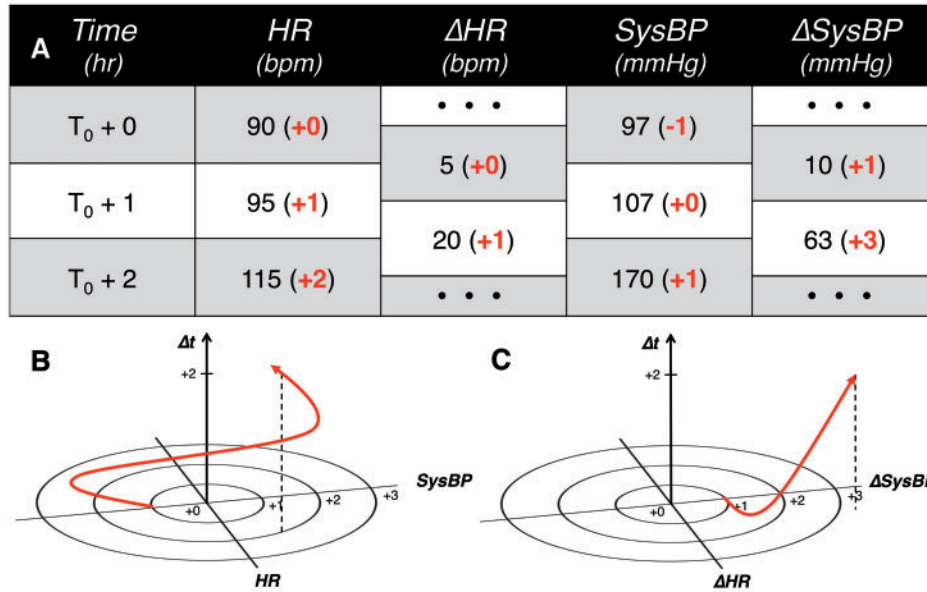 A
Time (hr) HR (bpm) ΔHR (bpm) SysBP (mmHg) ΔSysBP (mmHg)
• • • • • •
T₀ + 0 90 (+0) 97 (-1)
5 (+0) 10 (+1)
T₀ + 1 95 (+1) 107 (+0)
20 (+1) 63 (+3)
T₀ + 2 115 (+2) 170 (+1)
• • • • • •
B
Δt
+2
SysBP
+0
+1
+2
+3
HR
C
Δt
+2
ΔSysBP
+0
+1
+2
+3
ΔHR